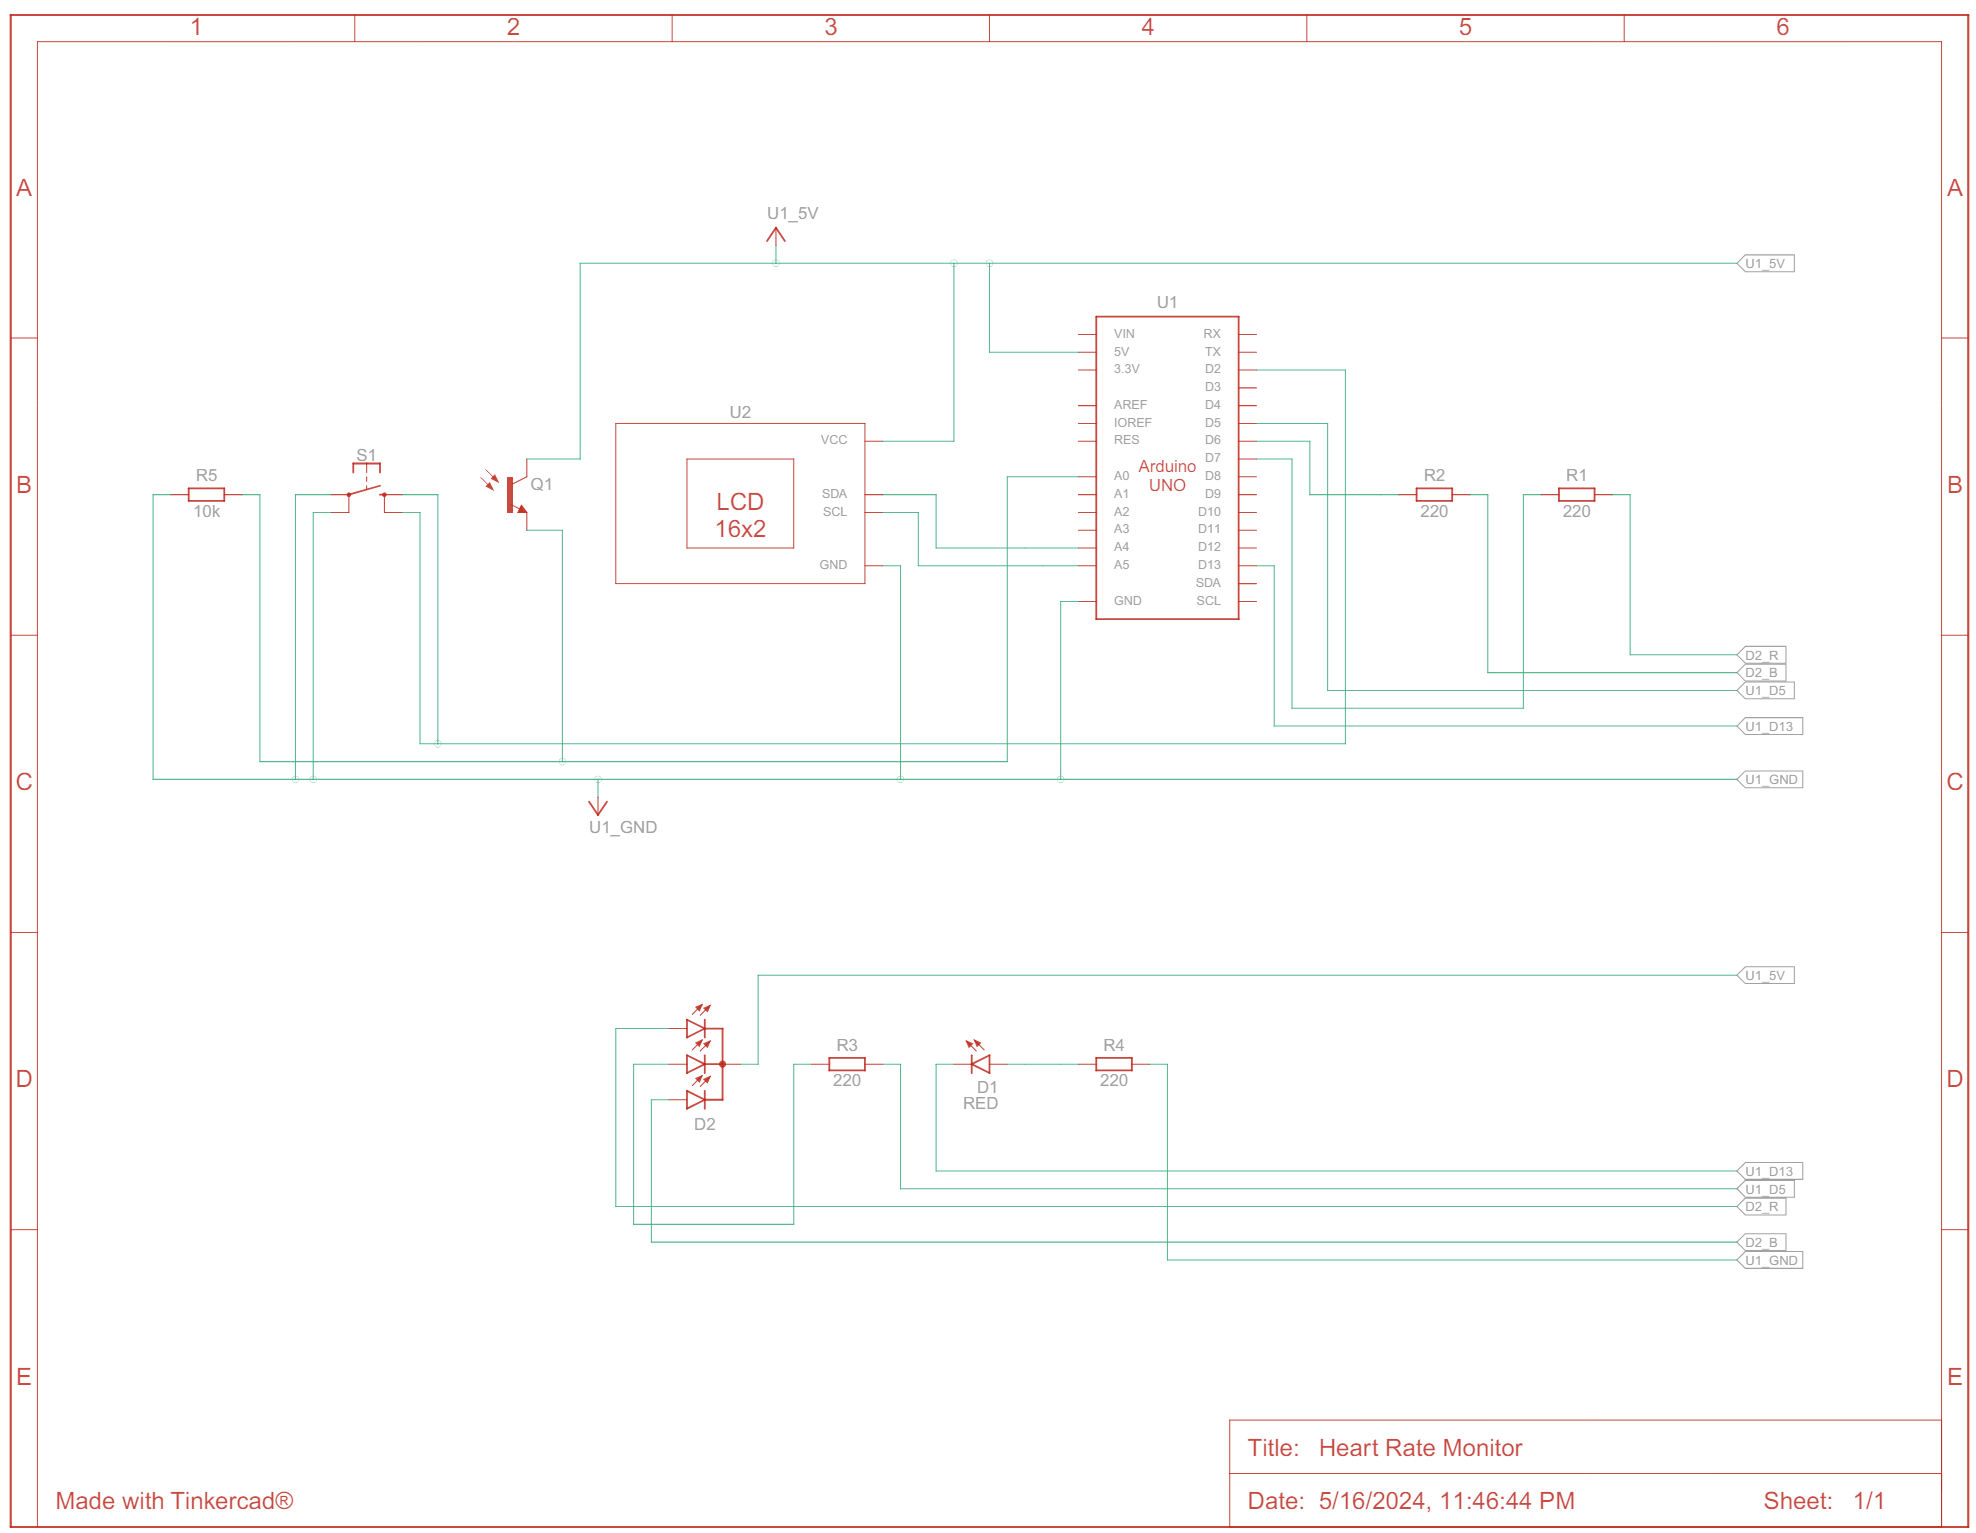 1 2 3 4 5 6
A A
U1_5V
U1_5V
U1
VIN RX
5V TX
3.3V D2
D3
AREF D4
IOREF D5
RES D6
D7
A0 D8
A1 D9
A2 D10
A3 D11
A4 D12
A5 D13
SDA
GND SCL
Arduino
UNO
U2
VCC
SDA
SCL
GND
LCD
16x2
B B
R5
10k
S1
Q1
R2
220
R1
220
D2_R
D2_B
U1_D5
U1_D13
U1_GND
C C
U1_GND
U1_5V
D D
D2
R3
220
D1
RED
R4
220
U1_D13
U1_D5
D2_R
D2_B
U1_GND
E E
Title: Heart Rate Monitor
Date: 5/16/2024, 11:46:44 PM Sheet: 1/1
Made with Tinkercad®